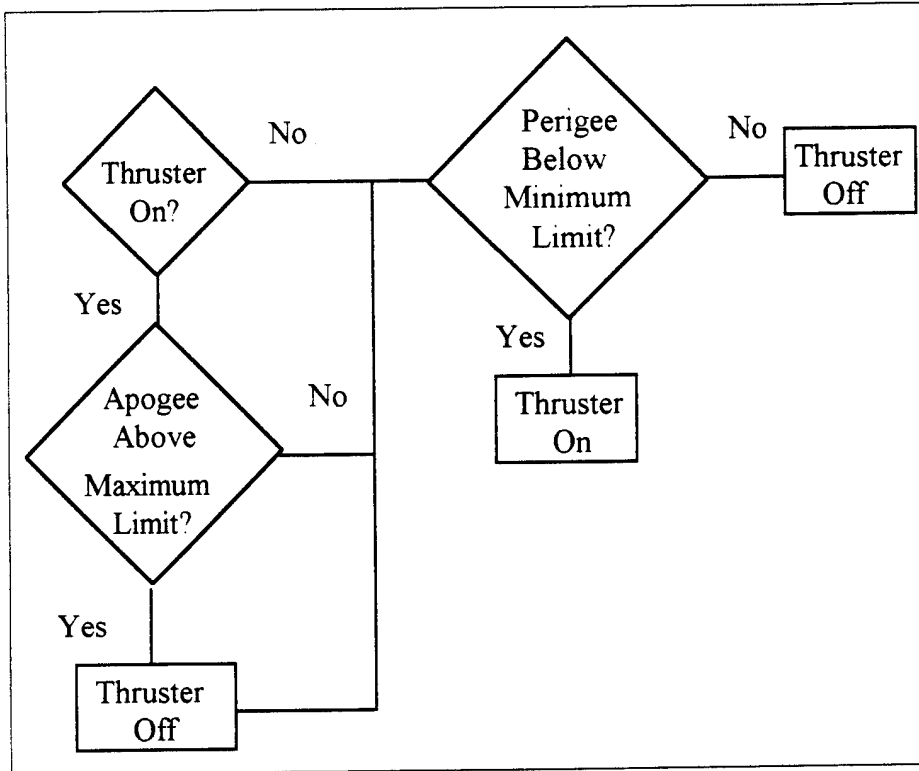 Thruster
On?
No
Yes
Apogee
Above
Maximum
Limit?
No
Yes
Thruster
Off
Perigee
Below
Minimum
Limit?
No
Thruster
Off
Yes
Thruster
On